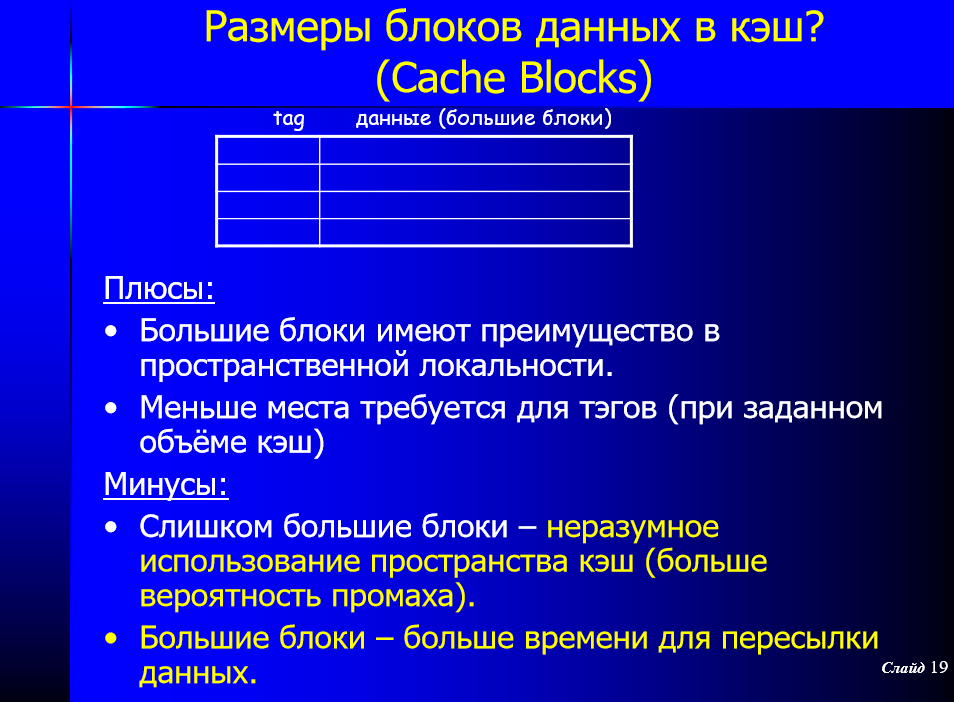 Размеры блоков данных в кэш?
(Cache Blocks)
tag данные (большие блоки)
Плюсы:
• Большие блоки имеют преимущество в
пространственной локальности.
• Меньше места требуется для тэгов (при заданном
объёме кэш)
Минусы:
• Слишком большие блоки – неразумное
использование пространства кэш (больше
вероятность промаха).
• Большие блоки – больше времени для пересылки
данных.
Слайд 19